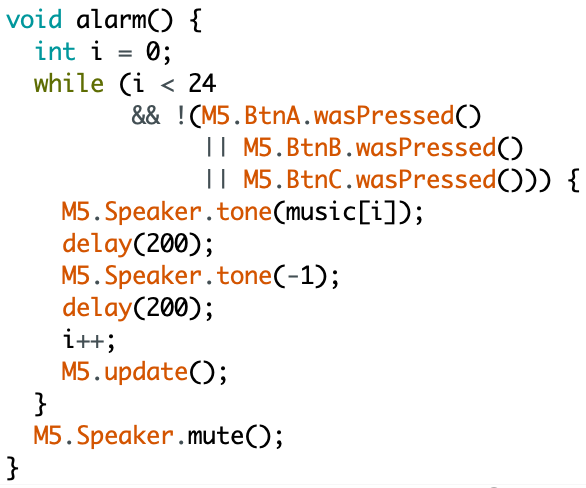 void alarm() {
  int i = 0;
  while (i < 24
         && !(M5.BtnA.wasPressed()
              || M5.BtnB.wasPressed()
              || M5.BtnC.wasPressed())) {
    M5.Speaker.tone(music[i]);
    delay(200);
    M5.Speaker.tone(-1);
    delay(200);
    i++;
    M5.update();
  }
  M5.Speaker.mute();
}